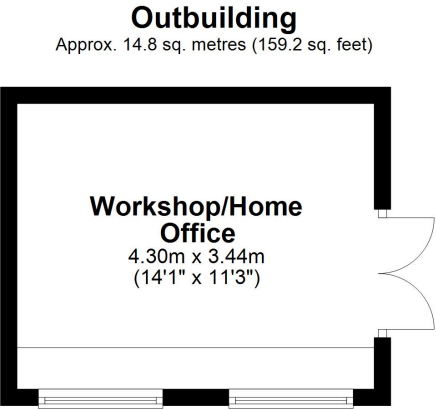 Outbuilding
Approx. 14.8 sq. metres (159.2 sq. feet)
Workshop/Home
Office
4.30m x 3.44m
(14'1" x 11'3")